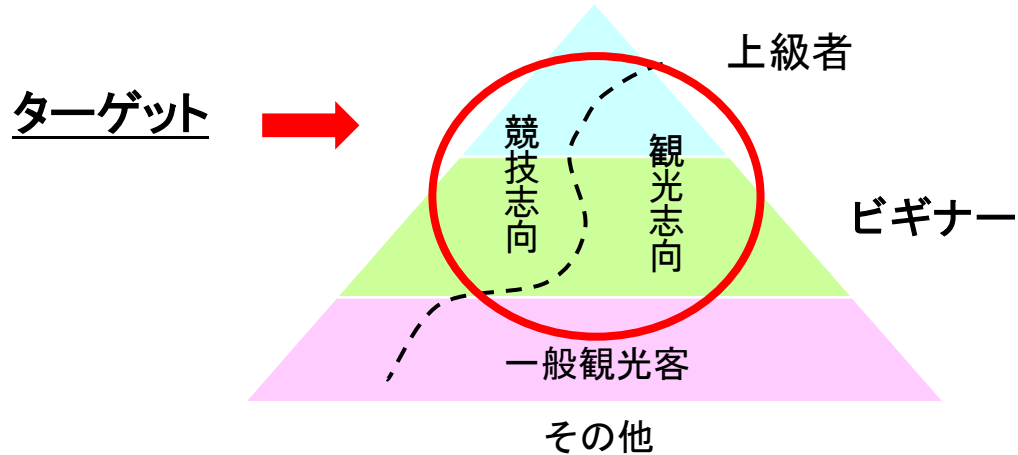 上級者
ターゲット
競技志向
観光志向
ビギナー
一般観光客
その他